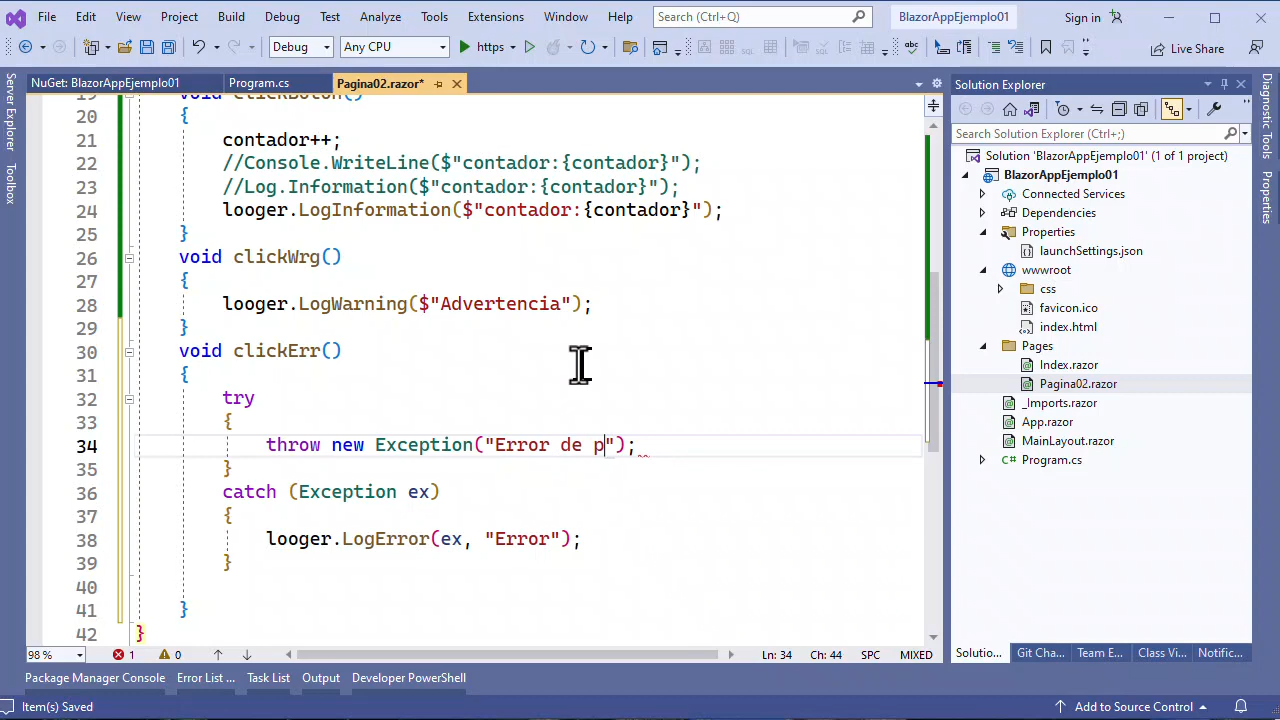 File Edit View Project Build Debug Test Analyze Tools Extensions Window Help Search (Ctrl+Q) BlazorAppEjemplo01 Sign in
Debug Any CPU https Live Share
Server Explorer
Toolbox
NuGet: BlazorAppEjemplo01 Program.cs Pagina02.razor*
19 void clickBoton()
20 {
21 contador++;
22 //Console.WriteLine($"contador:{contador}");
23 //Log.Information($"contador:{contador}");
24 looger.LogInformation($"contador:{contador}");
25 }
26 void clickWrg()
27 {
28 looger.LogWarning($"Advertencia");
29 }
30 void clickErr()
31 {
32 try
33 {
34 throw new Exception("Error de p");
35 }
36 catch (Exception ex)
37 {
38 looger.LogError(ex, "Error");
39 }
40
41 }
42 }
98 % 1 0 Ln: 34 Ch: 44 SPC MIXED
Solution Explorer
Search Solution Explorer (Ctrl+;)
Solution 'BlazorAppEjemplo01' (1 of 1 project)
BlazorAppEjemplo01
Connected Services
Dependencies
Properties
launchSettings.json
wwwroot
css
favicon.ico
index.html
Pages
Index.razor
Pagina02.razor
_Imports.razor
App.razor
MainLayout.razor
Program.cs
Solutio... Git Cha... Team E... Class Vi... Notific...
Diagnostic Tools
Properties
Package Manager Console Error List ... Task List Output Developer PowerShell
Item(s) Saved Add to Source Control